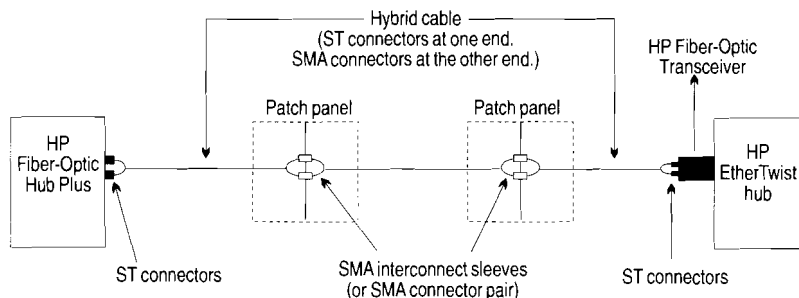 Hybrid cable
(ST connectors at one end.
SMA connectors at the other end.)
HP Fiber-Optic
Transceiver
Patch panel
Patch panel
HP
Fiber-Optic
Hub Plus
HP
EtherTwist
hub
ST connectors
SMA interconnect sleeves
(or SMA connector pair)
ST connectors